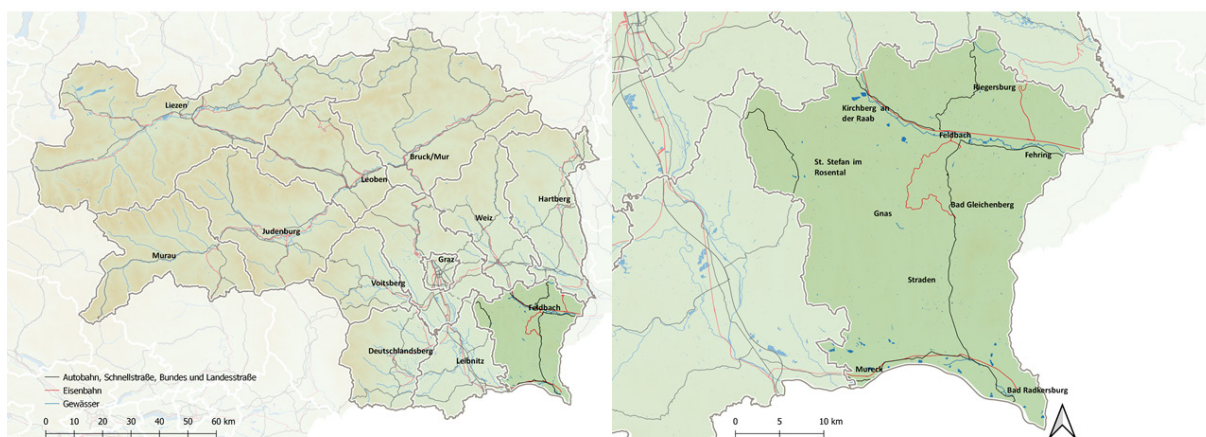 Liezen
Bruck/Mur
Leoben
Hartberg
Weiz
Judenburg
Murau
Graz
Voitsberg
Feldbach
Deutschlandsberg
Leibnitz
Autobahn, Schnellstraße, Bundes und Landesstraße
Eisenbahn
Gewässer
0 10 20 30 40 50 60 km
Riegersburg
Kirchberg an
der Raab
Feldbach
Fehring
St. Stefan im
Rosental
Bad Gleichenberg
Gnas
Straden
Mureck
Bad Radkersburg
0 5 10 km